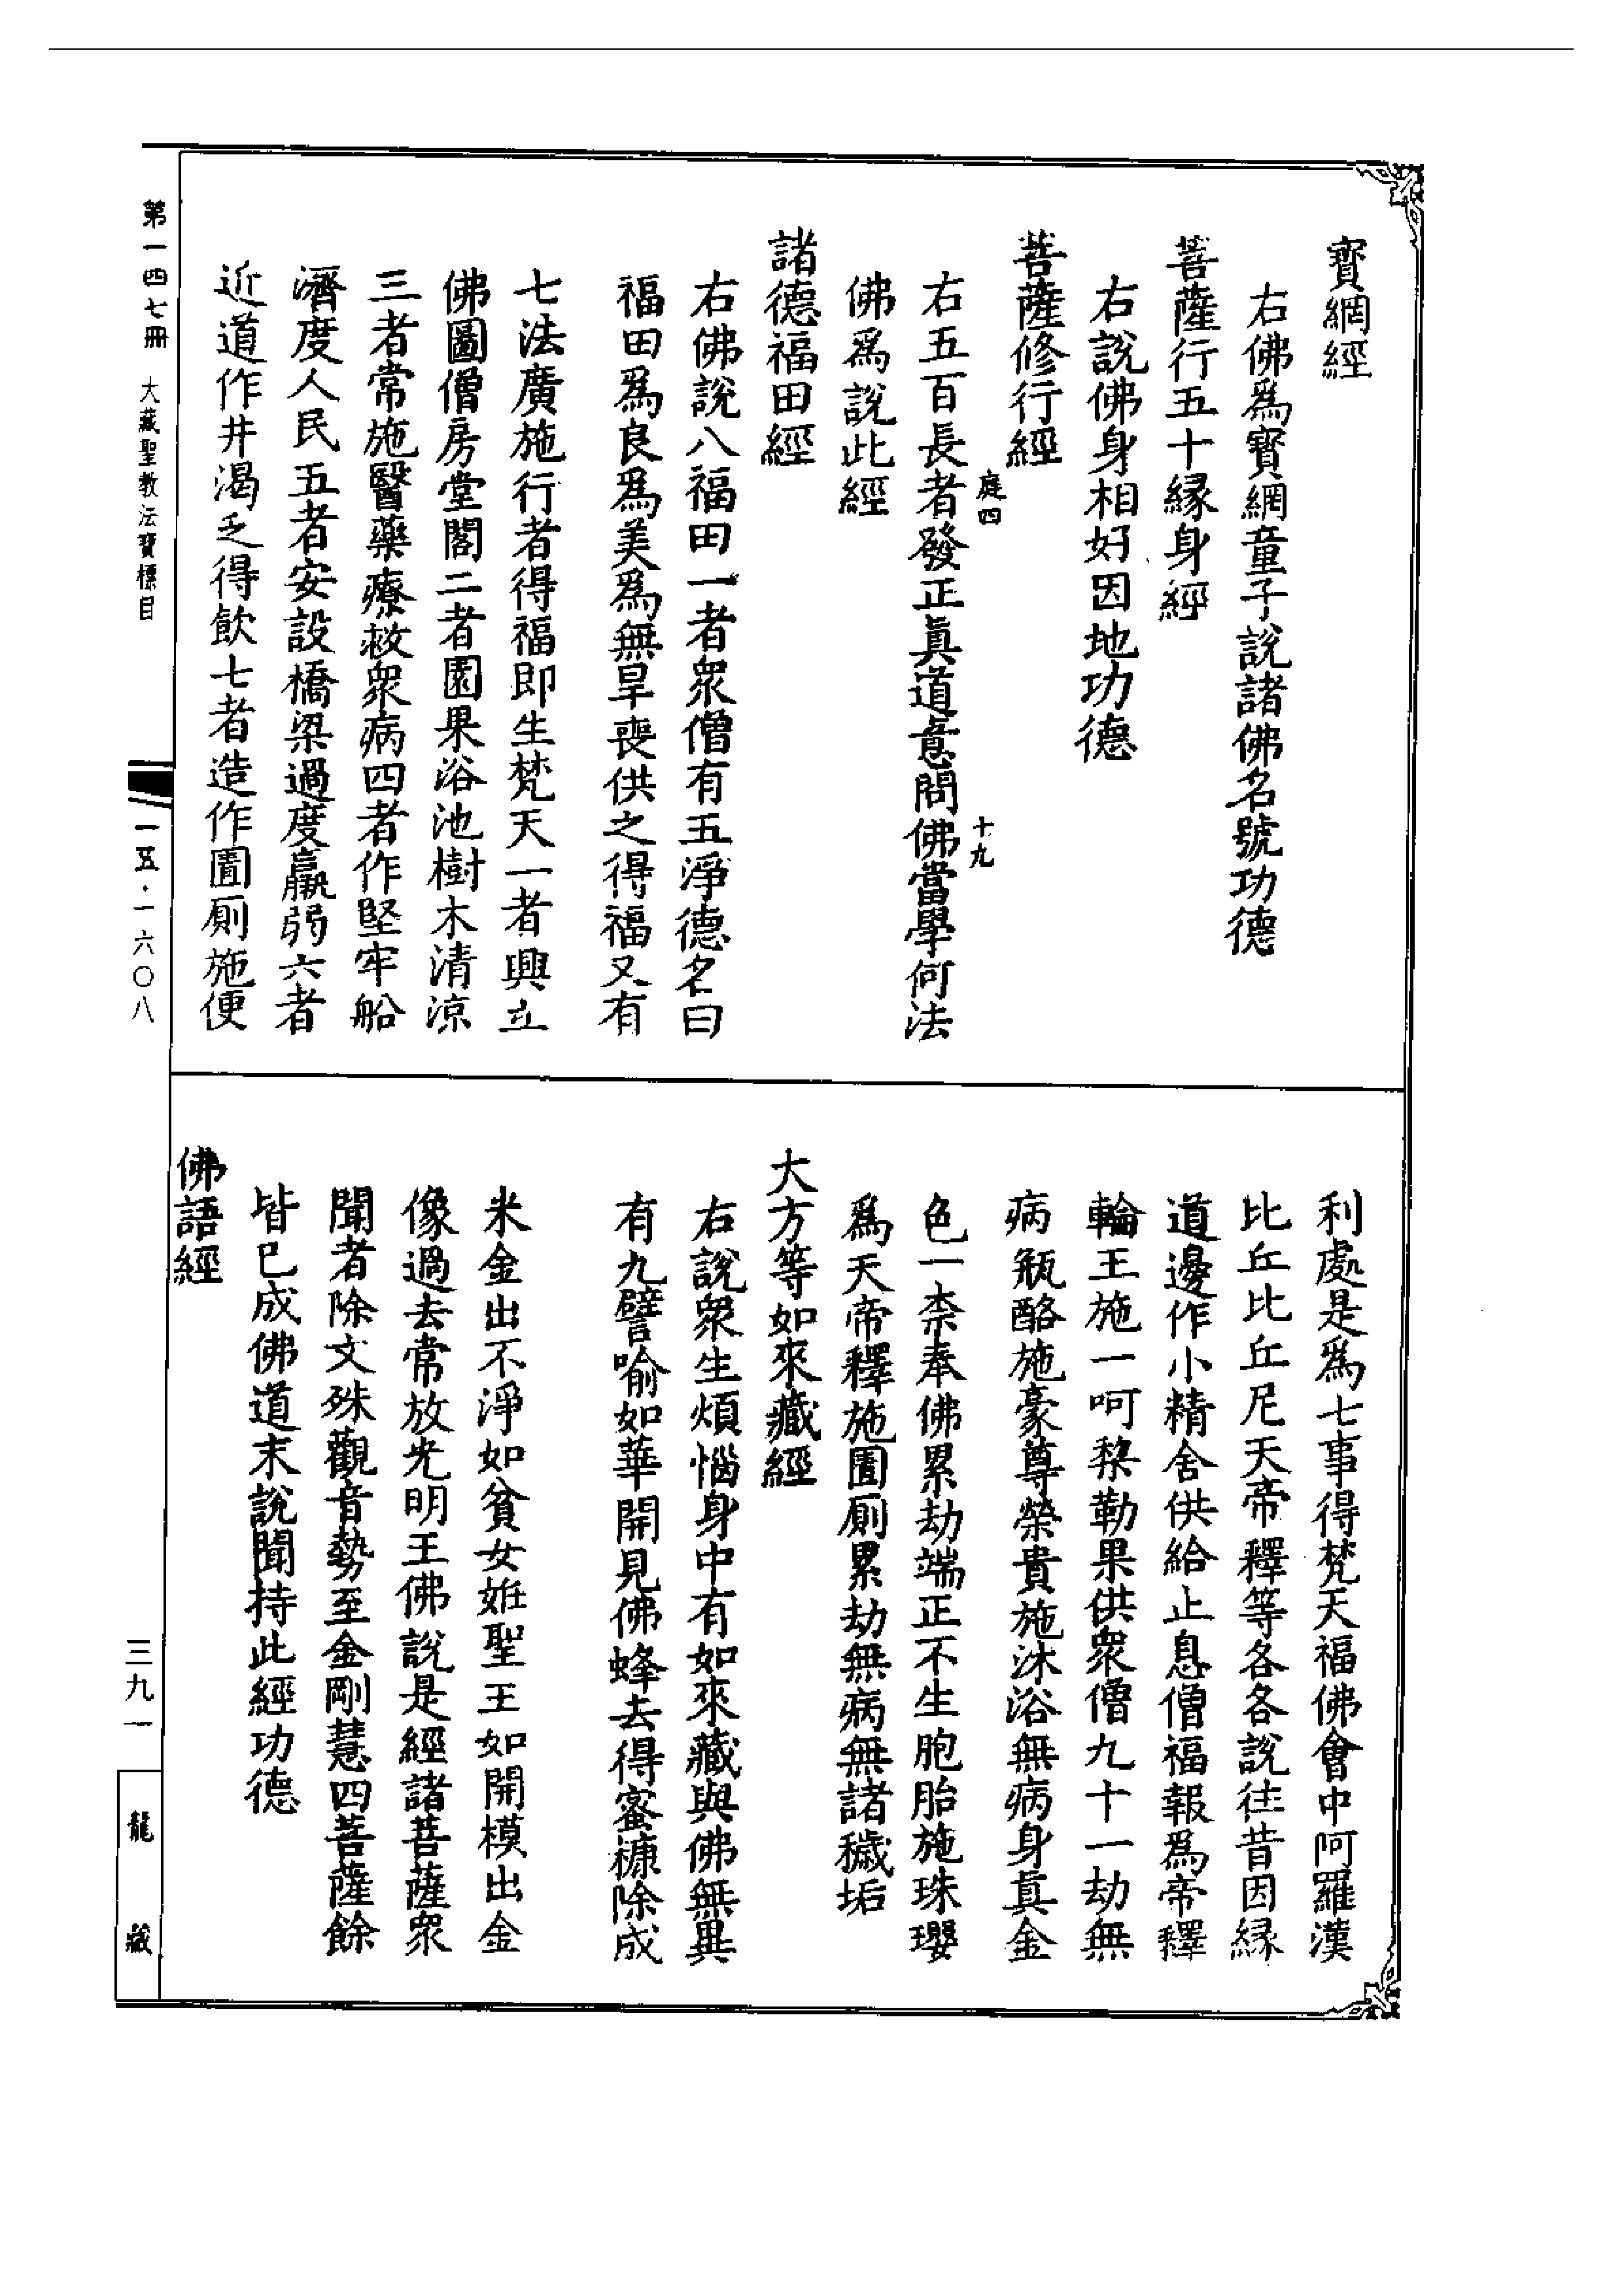 寶網經
右佛爲寳網童子說諸佛名號功德
菩薩行五十縁身經
右說佛身相好因地功德
菩薩修行經
庭四
十九
右五百長者發正眞道意問佛當學何法
佛爲說此經
諸德福田經
右佛說八福田一者衆僧有五淨德名曰
福田爲良爲美爲無旱喪供之得福又有
七法廣施行者得福即生梵天一者興立
佛圖僧房堂閣二者園果浴池樹木清涼
三者常施醫藥療救衆病四者作堅牢船
濟度人民五者安設橋梁過度羸弱六者
近道作井渴乏得飲七者造作圊厠施便
利處是爲七事得梵天福佛會中阿羅漢
比丘比丘尼天帝釋等各各說往昔因縁
道邊作小精舍供給止息僧福報爲帝釋
輪王施一呵棃勒果供衆僧九十一劫無
病瓶酪施豪尊榮貴施沐浴無病身真金
色一柰奉佛累劫端正不生胞胎施珠瓔
爲天帝釋施圊厠累劫無病無諸穢垢
大方等如來藏經
右說衆生煩惱身中有如來藏與佛無異
有九譬喻如華開見佛蜂去得蜜糠除成
米金出不淨如貧女姙聖王如開模出金
像過去常放光明王佛說是經諸菩薩衆
聞者除文殊觀音勢至金剛慧四菩薩餘
皆已成佛道末說聞持此經功德
佛語經
第一四七冊
大藏聖教法寶標目
一五·一六〇八
三九一
龍藏